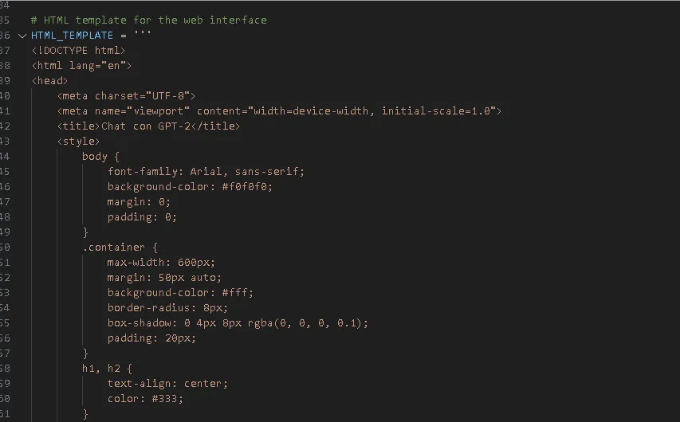 34
35 # HTML template for the web interface
36 HTML_TEMPLATE = '''
37 <!DOCTYPE html>
38 <html lang="en">
39 <head>
40 <meta charset="UTF-8">
41 <meta name="viewport" content="width=device-width, initial-scale=1.0">
42 <title>Chat con GPT-2</title>
43 <style>
44 body {
45 font-family: Arial, sans-serif;
46 background-color: #f0f0f0;
47 margin: 0;
48 padding: 0;
49 }
50 .container {
51 max-width: 600px;
52 margin: 50px auto;
53 background-color: #fff;
54 border-radius: 8px;
55 box-shadow: 0 4px 8px rgba(0, 0, 0, 0.1);
56 padding: 20px;
57 }
58 h1, h2 {
59 text-align: center;
60 color: #333;
61 }